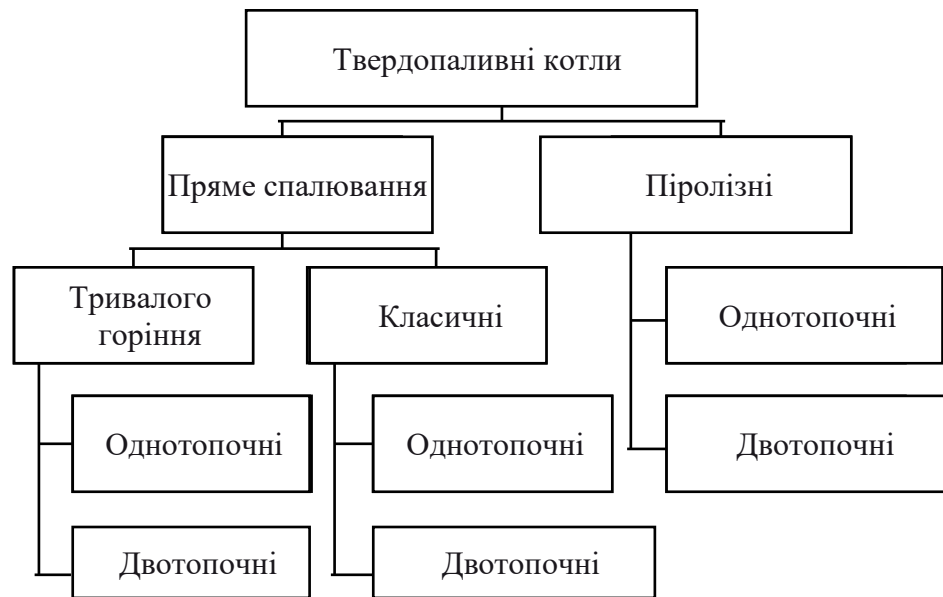 Твердопаливні котли
Пряме спалювання
Піролізні
Тривалого
горіння
Класичні
Однотопочні
Однотопочні
Однотопочні
Двотопочні
Двотопочні
Двотопочні